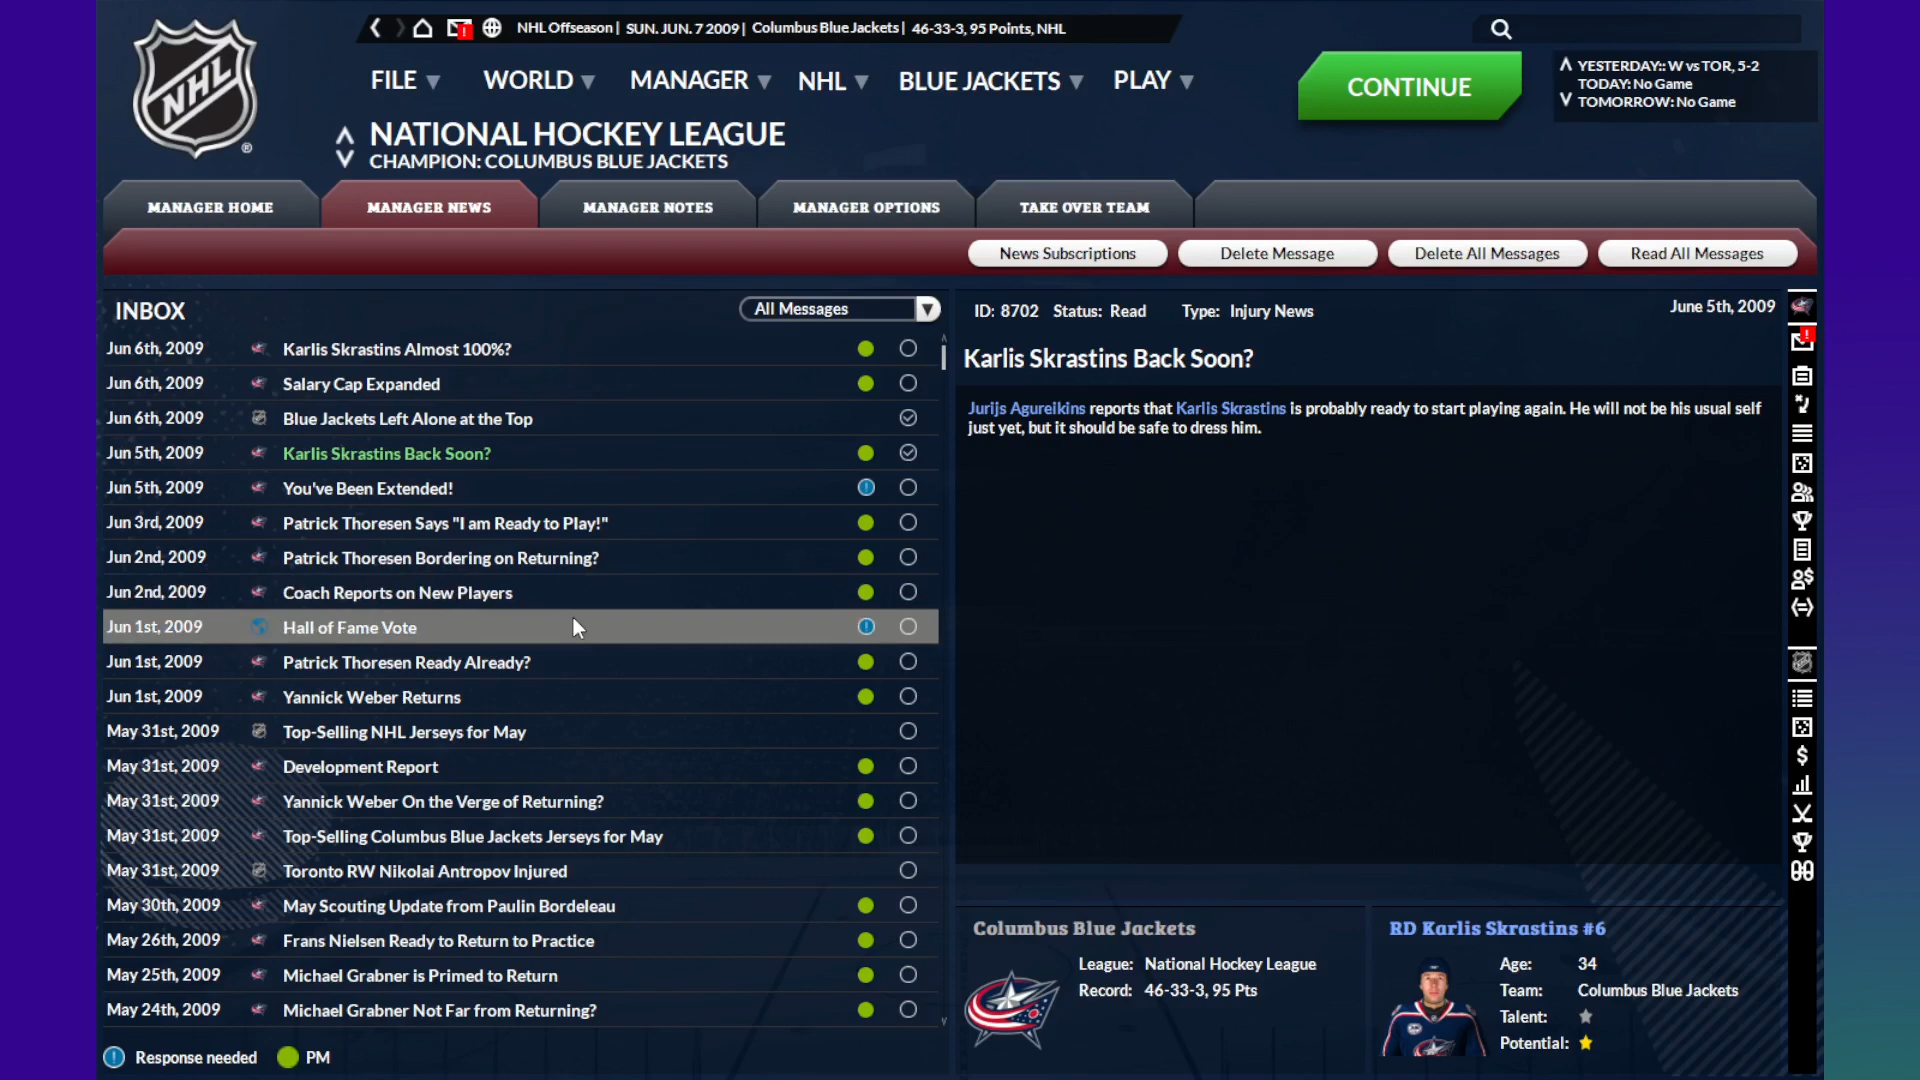 NHL Offseason | SUN. JUN. 7 2009 | Columbus Blue Jackets | 46-33-3, 95 Points, NHL
NHL
®
FILE WORLD MANAGER NHL BLUE JACKETS PLAY
CONTINUE
YESTERDAY:: W vs TOR, 5-2
TODAY: No Game
TOMORROW: No Game
NATIONAL HOCKEY LEAGUE
CHAMPION: COLUMBUS BLUE JACKETS
MANAGER HOME MANAGER NEWS MANAGER NOTES MANAGER OPTIONS TAKE OVER TEAM
News Subscriptions Delete Message Delete All Messages Read All Messages
INBOX All Messages
Jun 6th, 2009 Karlis Skrastins Almost 100%?
Jun 6th, 2009 Salary Cap Expanded
Jun 6th, 2009 Blue Jackets Left Alone at the Top
Jun 5th, 2009 Karlis Skrastins Back Soon?
Jun 5th, 2009 You've Been Extended!
Jun 3rd, 2009 Patrick Thoresen Says "I am Ready to Play!"
Jun 2nd, 2009 Patrick Thoresen Bordering on Returning?
Jun 2nd, 2009 Coach Reports on New Players
Jun 1st, 2009 Hall of Fame Vote
Jun 1st, 2009 Patrick Thoresen Ready Already?
Jun 1st, 2009 Yannick Weber Returns
May 31st, 2009 Top-Selling NHL Jerseys for May
May 31st, 2009 Development Report
May 31st, 2009 Yannick Weber On the Verge of Returning?
May 31st, 2009 Top-Selling Columbus Blue Jackets Jerseys for May
May 31st, 2009 Toronto RW Nikolai Antropov Injured
May 30th, 2009 May Scouting Update from Paulin Bordeleau
May 26th, 2009 Frans Nielsen Ready to Return to Practice
May 25th, 2009 Michael Grabner is Primed to Return
May 24th, 2009 Michael Grabner Not Far from Returning?
Response needed PM
ID: 8702 Status: Read Type: Injury News June 5th, 2009
Karlis Skrastins Back Soon?
Jurijs Agureikins reports that Karlis Skrastins is probably ready to start playing again. He will not be his usual self
just yet, but it should be safe to dress him.
Columbus Blue Jackets
League: National Hockey League
Record: 46-33-3, 95 Pts
RD Karlis Skrastins #6
Age: 34
Team: Columbus Blue Jackets
Talent:
Potential: